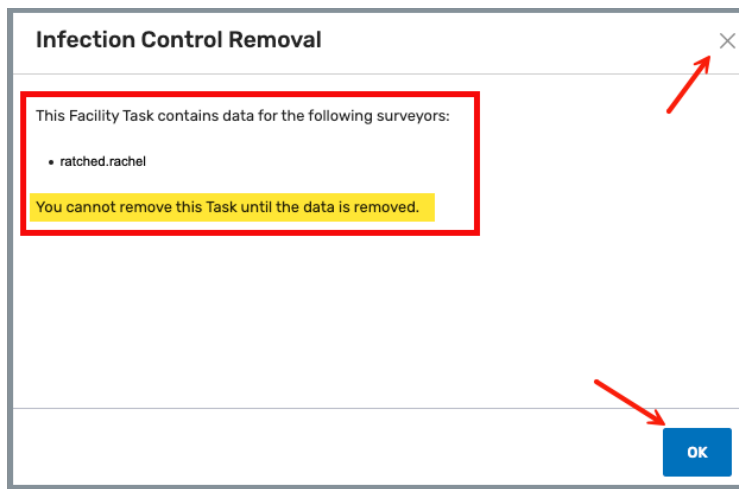 Infection Control Removal
This Facility Task contains data for the following surveyors:
• ratched.rachel
You cannot remove this Task until the data is removed.
OK